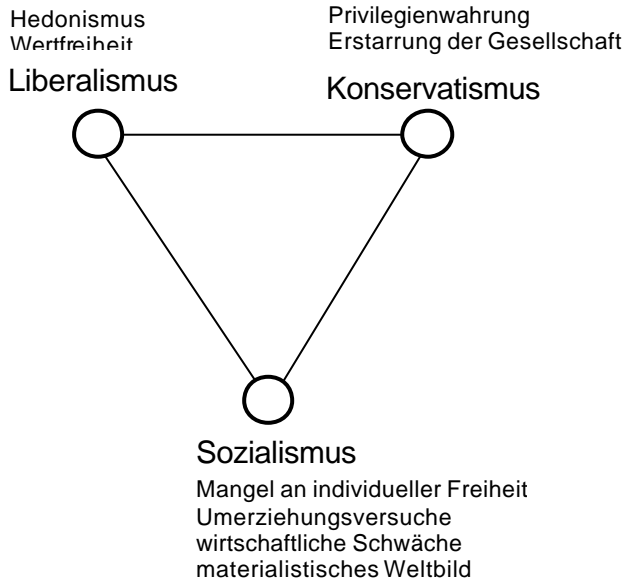 Hedonismus
Wertfreiheit
Liberalismus
Privilegienwahrung
Erstarrung der Gesellschaft
Konservatismus
Sozialismus
Mangel an individueller Freiheit
Umerziehungsversuche
wirtschaftliche Schwäche
materialistisches Weltbild